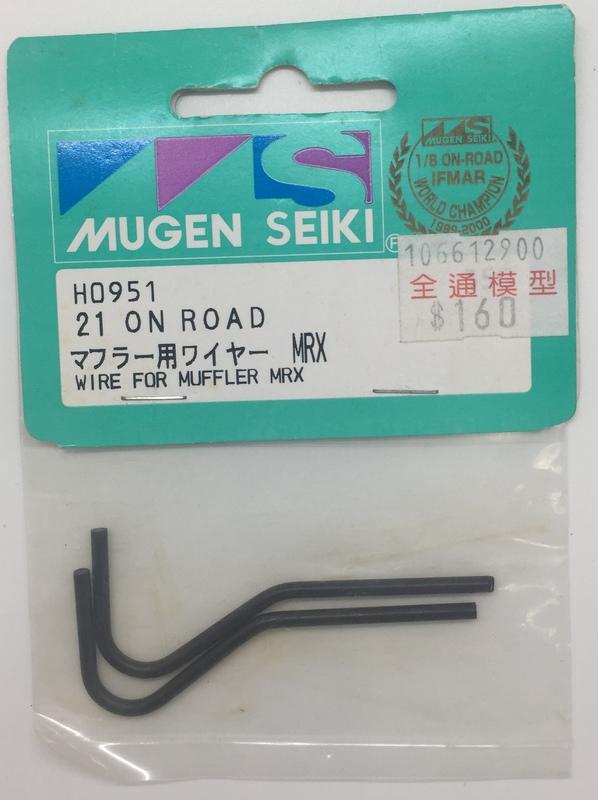 MUGEN SEIKI
MUGEN SEIKI
1/8 ON-ROAD
IFMAR
WORLD CHAMPION
1999-2000
106612900
全通模型
$160
H0951
21 ON ROAD
マフラー用ワイヤー MRX
WIRE FOR MUFFLER MRX